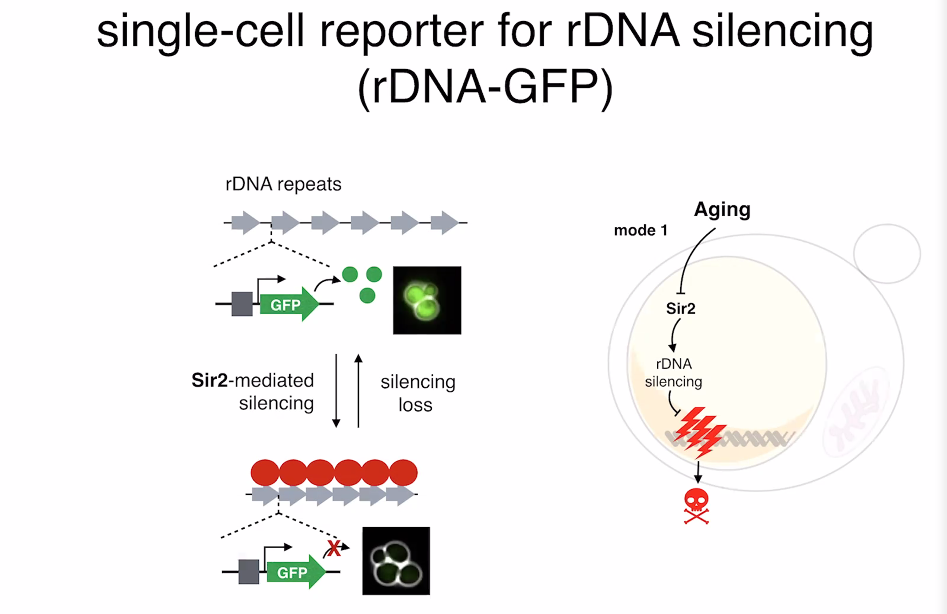 single-cell reporter for rDNA silencing
(rDNA-GFP)
rDNA repeats
GFP
Sir2-mediated
silencing
silencing
loss
X
GFP
Aging
mode 1
Sir2
rDNA
silencing